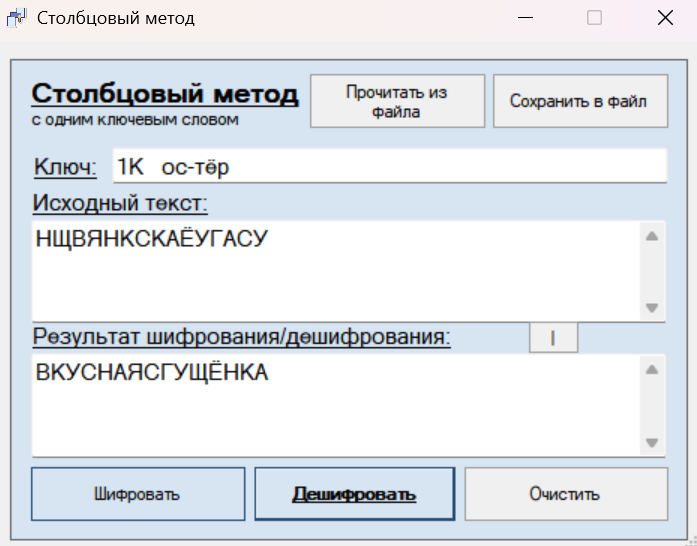 Столбцовый метод
Столбцовый метод
с одним ключевым словом
Прочитать из
файла
Сохранить в файл
Ключ: 1К   ос-тёр
Исходный текст:
НЩВЯНКСКАЁУГАСУ
Результат шифрования/дешифрования:
|
ВКУСНАЯСГУЩЁНКА
Шифровать
Дешифровать
Очистить